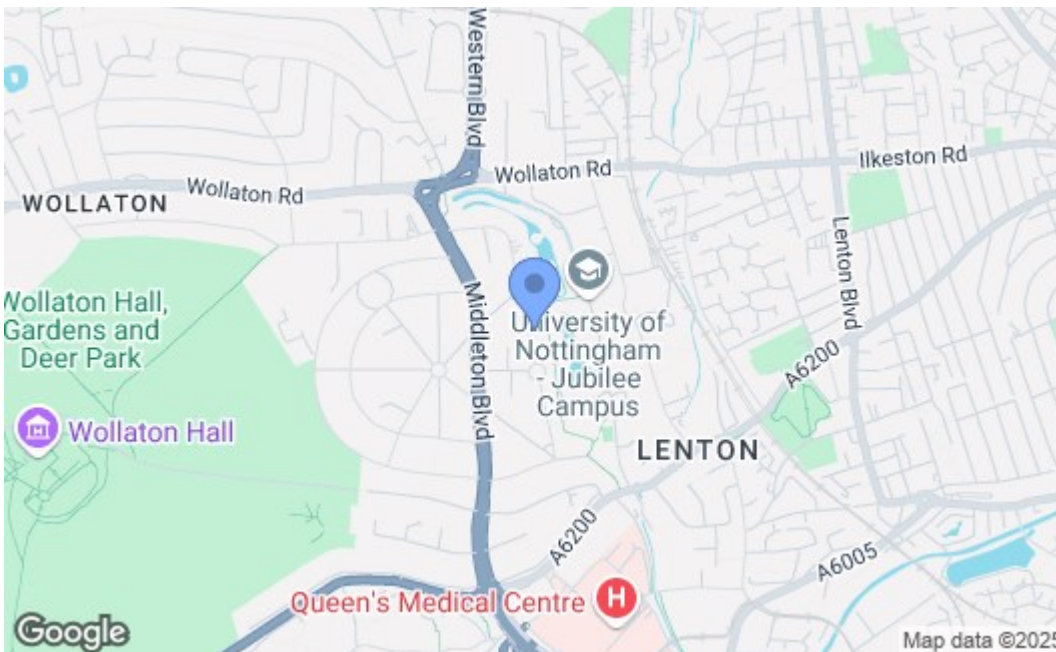 Western Blvd
Wollaton Rd
Ilkeston Rd
Wollaton Rd
WOLLATON
Lenton Blvd
Wollaton Hall,
Gardens and
Deer Park
Middleton Blvd
University of
Nottingham
- Jubilee
Campus
A6200
Wollaton Hall
LENTON
A6200
A6005
Queen's Medical Centre
H
Google
Map data ©2025